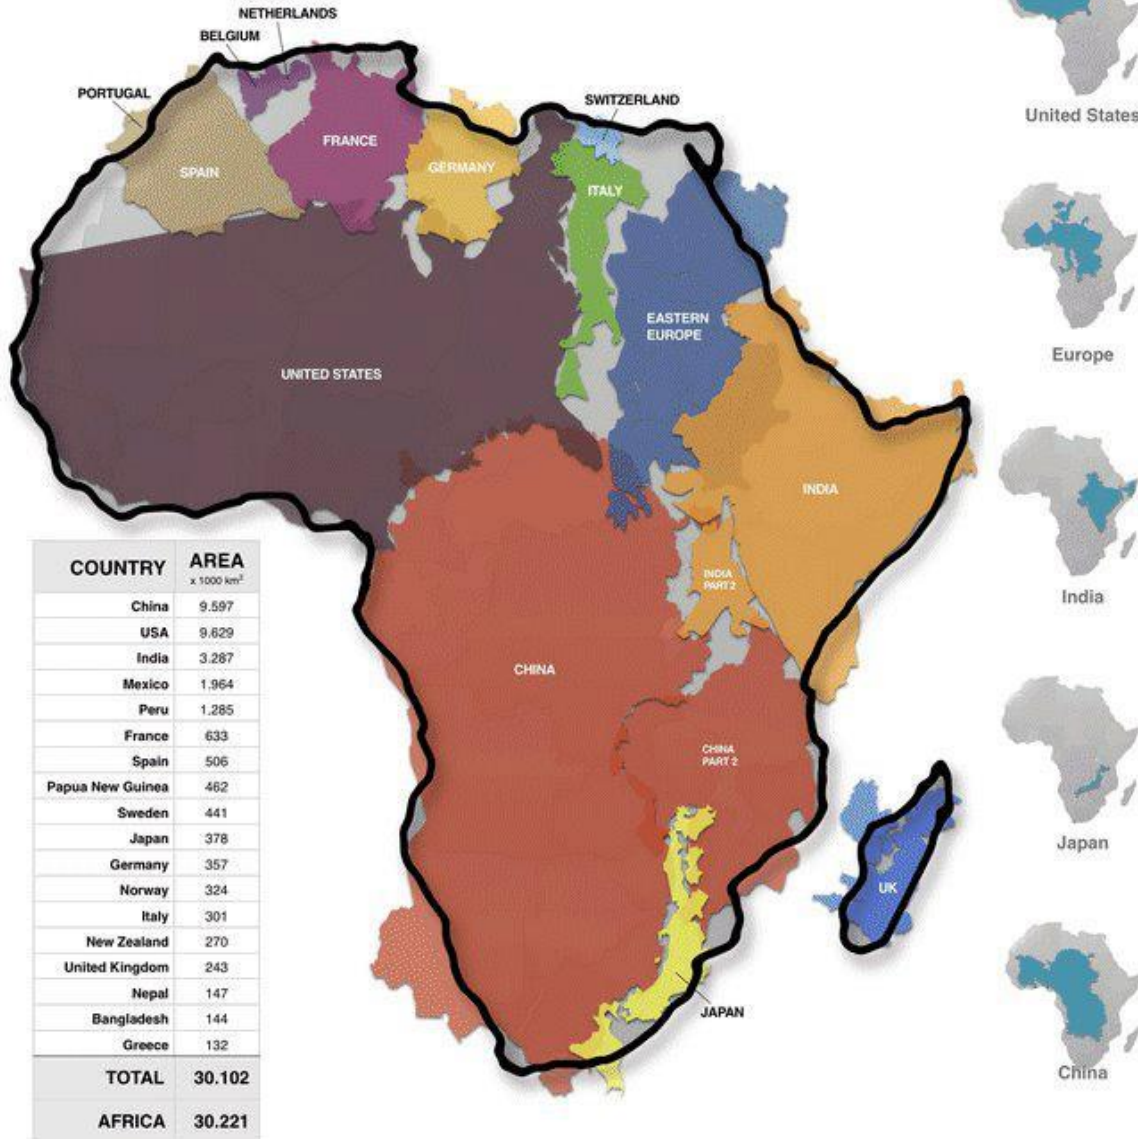 NETHERLANDS
BELGIUM
PORTUGAL
SWITZERLAND
SPAIN
FRANCE
GERMANY
ITALY
UNITED STATES
EASTERN
EUROPE
INDIA
INDIA
PART 2
CHINA
CHINA
PART 2
UK
JAPAN
COUNTRY AREA
x 1000 km²
China 9.597
USA 9.629
India 3.287
Mexico 1.964
Peru 1.285
France 633
Spain 506
Papua New Guinea 462
Sweden 441
Japan 378
Germany 357
Norway 324
Italy 301
New Zealand 270
United Kingdom 243
Nepal 147
Bangladesh 144
Greece 132
TOTAL 30.102
AFRICA 30.221
United States
Europe
India
Japan
China